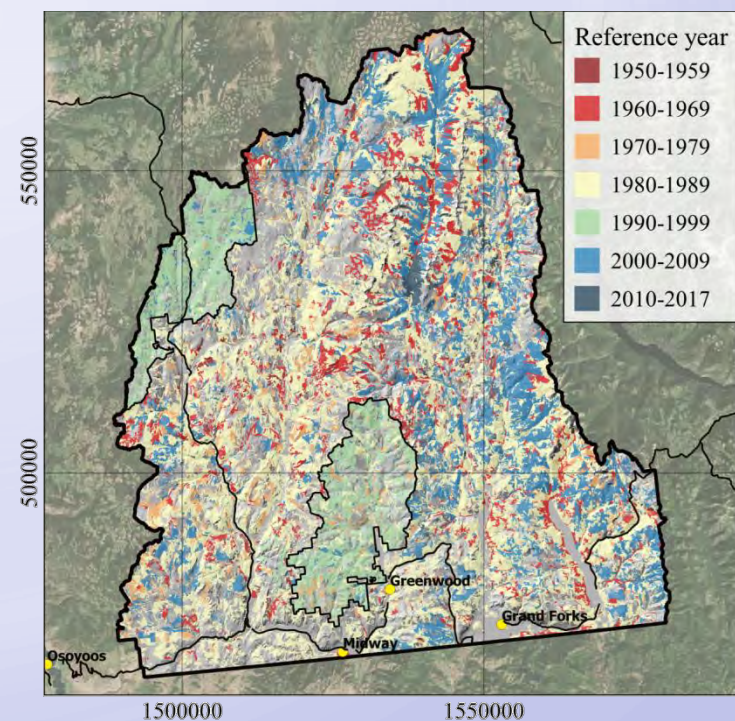 Reference year
1950-1959
1960-1969
1970-1979
1980-1989
1990-1999
2000-2009
2010-2017
550000
500000
Greenwood
Grand Forks
Midway
Osoyoos
1500000
1550000